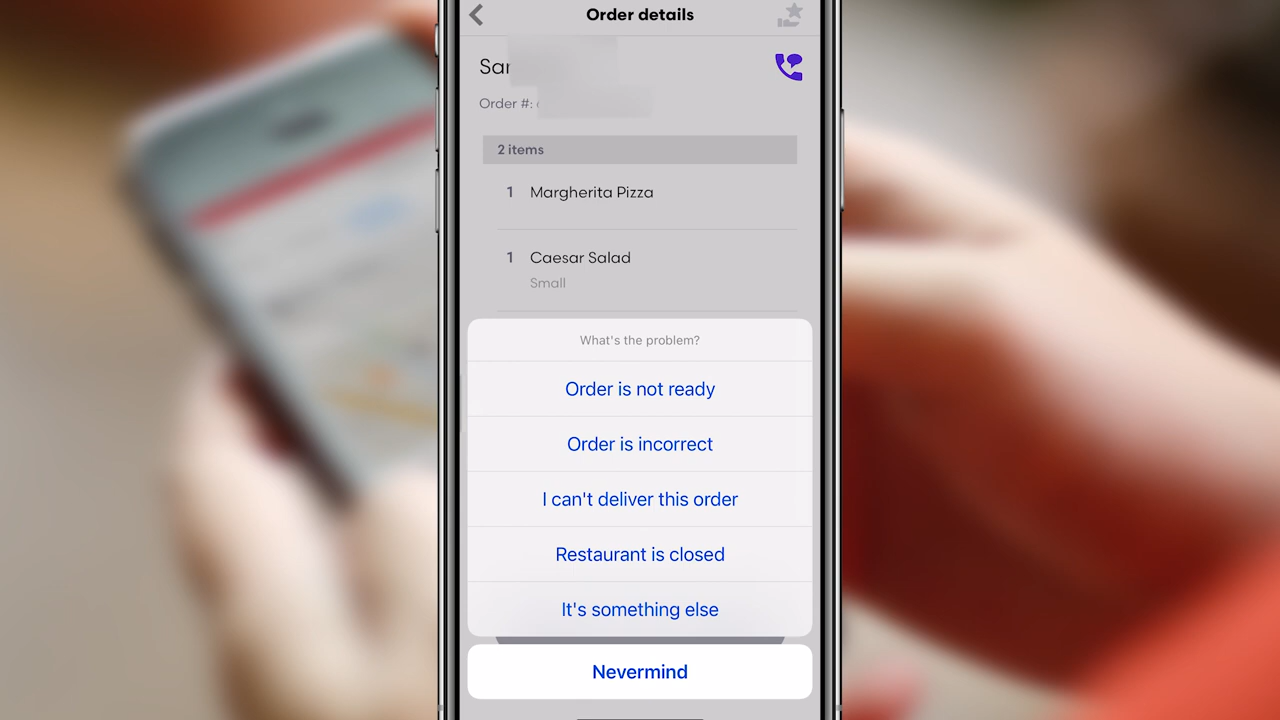 Order details
Order #:
2 items
1 Margherita Pizza
1 Caesar Salad
Small
What's the problem?
Order is not ready
Order is incorrect
I can't deliver this order
Restaurant is closed
It's something else
Nevermind